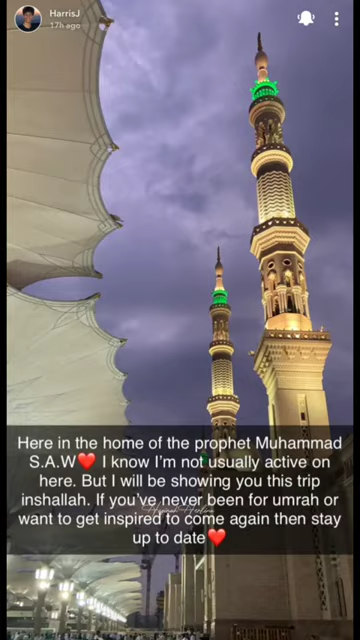 HarrisJ
17h ago
Here in the home of the prophet Muhammad
S.A.W❤️ I know I'm not usually active on
here. But I will be showing you this trip
inshallah. If you've never been for umrah or
want to get inspired to come again then stay
up to date❤️